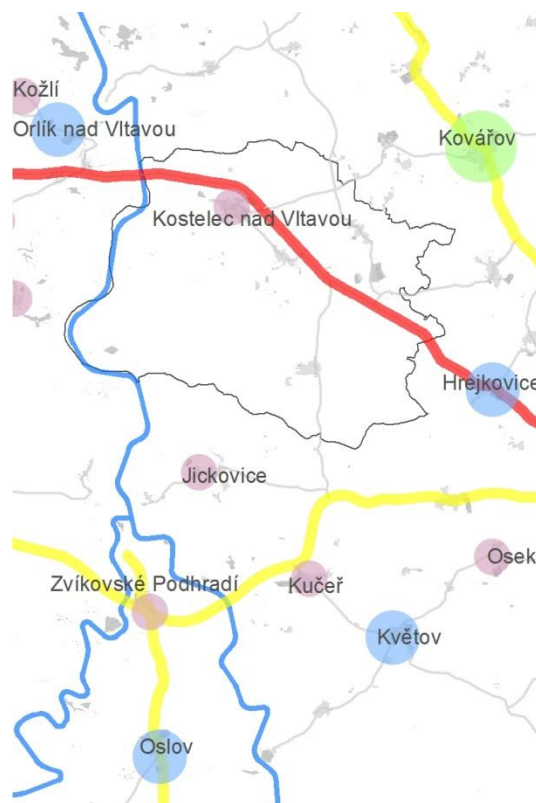 Kožlí
Orlík nad Vltavou
Kovářov
Kostelec nad Vltavou
Hrejkovice
Jickovice
Osek
Zvíkovské Podhradí
Kučeř
Květov
Oslov